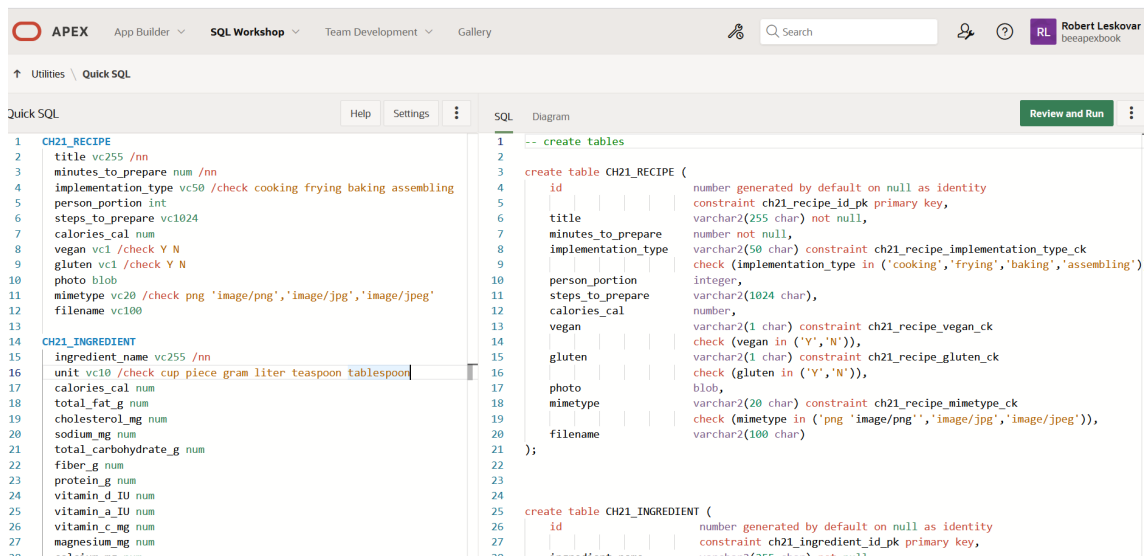 APEX App Builder SQL Workshop Team Development Gallery Search RL Robert Leskovar
beeapexbook
↑ Utilities \ Quick SQL
Quick SQL Help Settings SQL Diagram Review and Run
1 CH21_RECIPE
2 title vc255 /nn
3 minutes_to_prepare num /nn
4 implementation_type vc50 /check cooking frying baking assembling
5 person_portion int
6 steps_to_prepare vc1024
7 calories_cal num
8 vegan vc1 /check Y N
9 gluten vc1 /check Y N
10 photo blob
11 mimetype vc20 /check png 'image/png','image/jpg','image/jpeg'
12 filename vc100
13
14 CH21_INGREDIENT
15 ingredient_name vc255 /nn
16 unit vc10 /check cup piece gram liter teaspoon tablespoon
17 calories_cal num
18 total_fat_g num
19 cholesterol_mg num
20 sodium_mg num
21 total_carbohydrate_g num
22 fiber_g num
23 protein_g num
24 vitamin_d_IU num
25 vitamin_a_IU num
26 vitamin_c_mg num
27 magnesium_mg num
1 -- create tables
2
3 create table CH21_RECIPE (
4 id number generated by default on null as identity
5 constraint ch21_recipe_id_pk primary key,
6 title varchar2(255 char) not null,
7 minutes_to_prepare number not null,
8 implementation_type varchar2(50 char) constraint ch21_recipe_implementation_type_ck
9 check (implementation_type in ('cooking','frying','baking','assembling')
10 person_portion integer,
11 steps_to_prepare varchar2(1024 char),
12 calories_cal number,
13 vegan varchar2(1 char) constraint ch21_recipe_vegan_ck
14 check (vegan in ('Y','N')),
15 gluten varchar2(1 char) constraint ch21_recipe_gluten_ck
16 check (gluten in ('Y','N')),
17 photo blob,
18 mimetype varchar2(20 char) constraint ch21_recipe_mimetype_ck
19 check (mimetype in ('png 'image/png'','image/jpg','image/jpeg')),
20 filename varchar2(100 char)
21 );
22
23
24
25 create table CH21_INGREDIENT (
26 id number generated by default on null as identity
27 constraint ch21_ingredient_id_pk primary key,